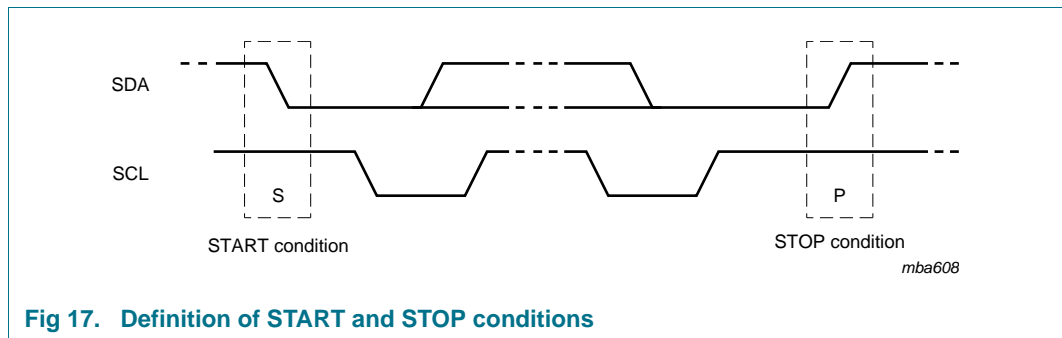 SDA
SCL
S
P
START condition
STOP condition
mba608
Fig 17. Definition of START and STOP conditions